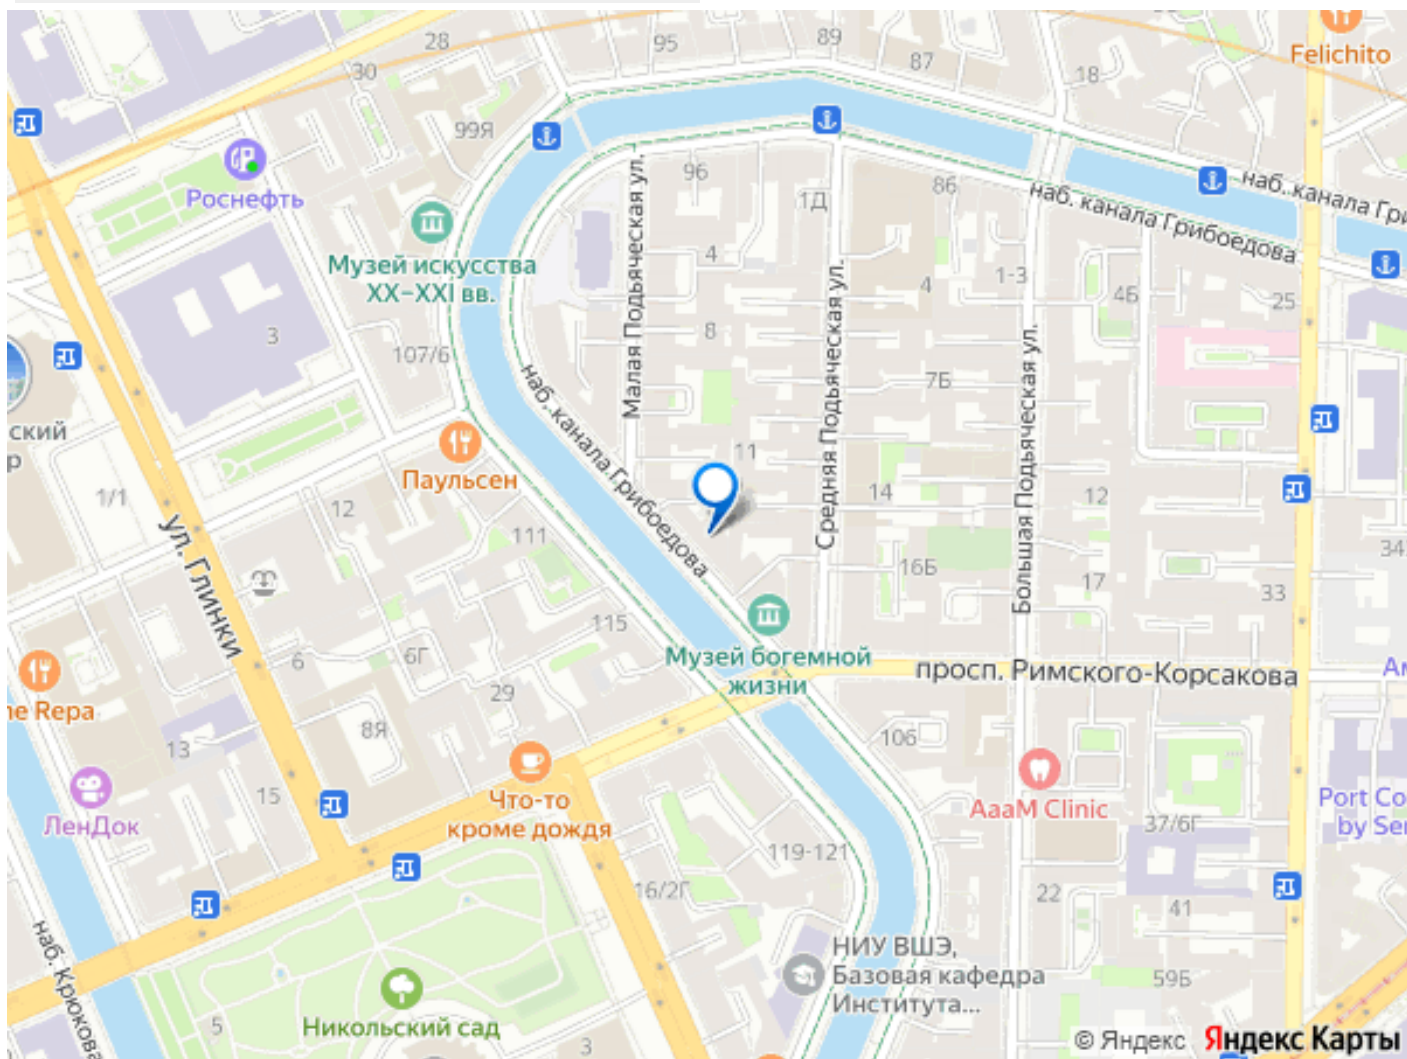 28
95
89
87
Felichito
30
18
99Я
Роснефть
96
1Д
86
наб. канала Гри
наб. канала Грибоедова
Музей искусства
XX–XXI вв.
Малая Подьяческая ул.
4
Средняя Подьяческая ул.
4
1-3
4Б
25
3
107/6
8
7Б
Большая Подьяческая ул.
наб. канала Грибоедова
ский
р
Паульсен
11
1/1
12
14
12
ул. Глинки
111
34
16Б
17
33
115
6
6Г
Музей богемной
жизни
просп. Римского-Корсакова
ne Repa
29
13
8Я
106
15
Что-то
кроме дождя
ЛенДок
AaaM Clinic
Port Co
by Ser
37/6Г
119-121
16/2Г
22
41
наб. Крюкова
НИУ ВШЭ,
Базовая кафедра
Института...
59Б
5
Никольский сад
3
© Яндекс Яндекс Карты